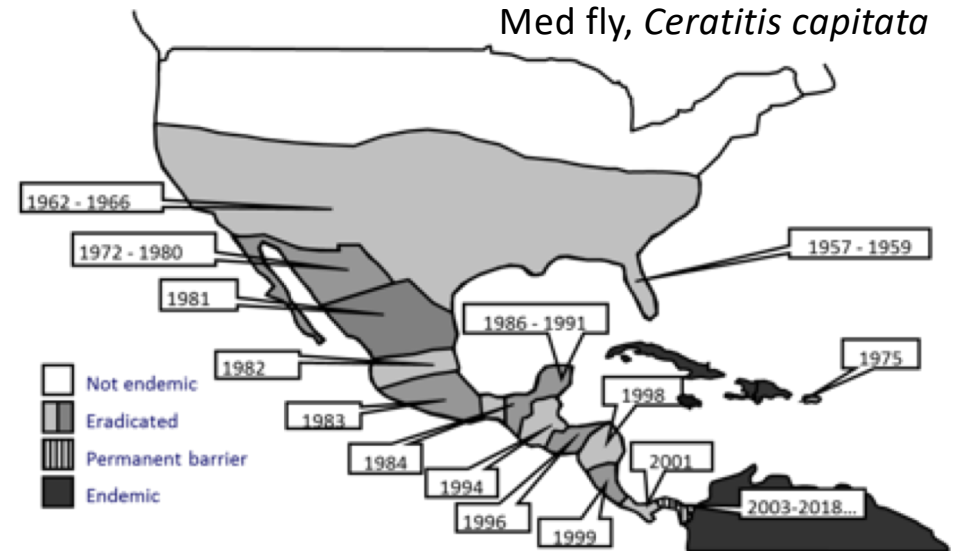 Med fly, Ceratitis capitata
1962 - 1966
1972 - 1980
1957 - 1959
1981
1986 - 1991
1975
1982
1998
1983
1984
2001
1994
1996
2003-2018...
1999
Not endemic
Eradicated
Permanent barrier
Endemic